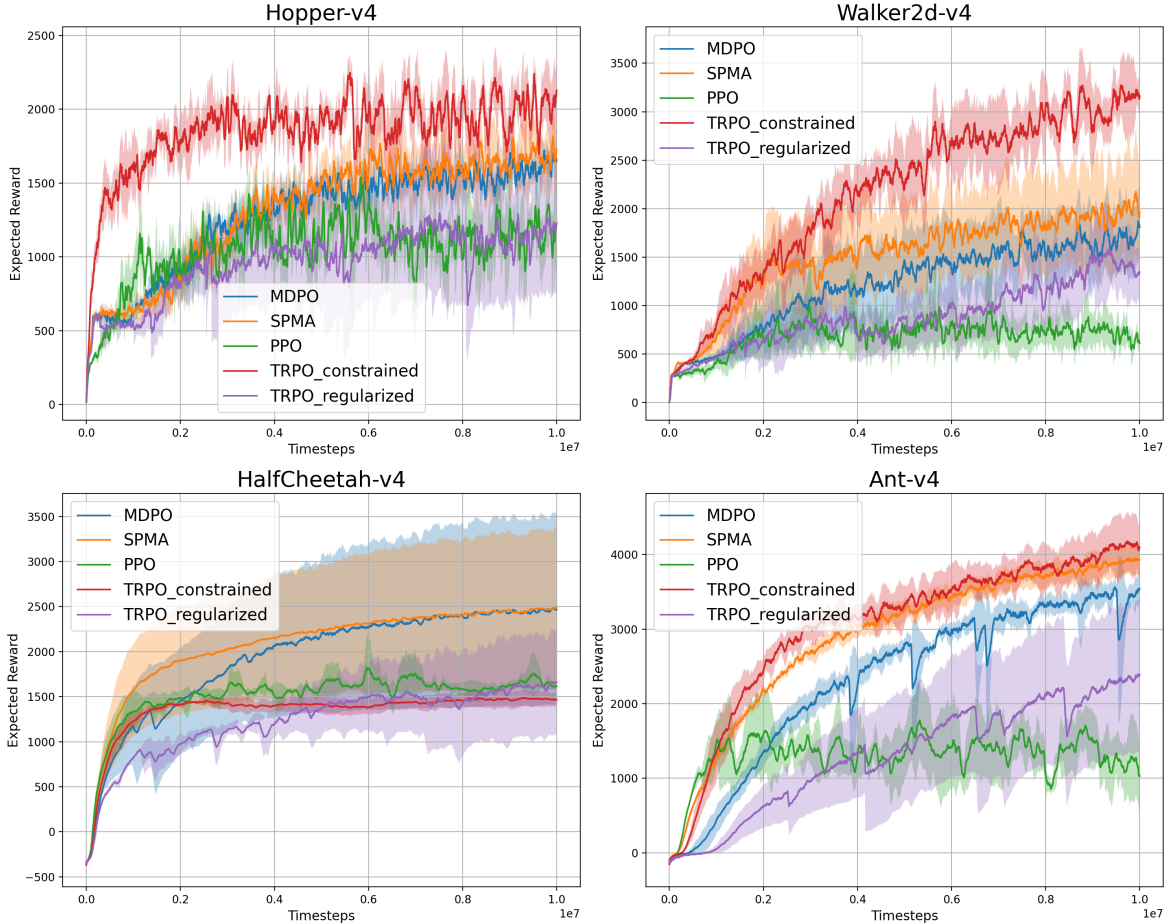 Hopper-v4
Expected Reward
2500
2000
1500
1000
500
0
MDPO
SPMA
PPO
TRPO_constrained
TRPO_regularized
0.0 0.2 0.4 0.6 0.8 1.0
1e7
Timesteps
Walker2d-v4
Expected Reward
3500
3000
2500
2000
1500
1000
500
0
MDPO
SPMA
PPO
TRPO_constrained
TRPO_regularized
0.0 0.2 0.4 0.6 0.8 1.0
1e7
Timesteps
HalfCheetah-v4
Expected Reward
3500
3000
2500
2000
1500
1000
500
0
−500
MDPO
SPMA
PPO
TRPO_constrained
TRPO_regularized
0.0 0.2 0.4 0.6 0.8 1.0
1e7
Timesteps
Ant-v4
Expected Reward
4000
3000
2000
1000
0
MDPO
SPMA
PPO
TRPO_constrained
TRPO_regularized
0.0 0.2 0.4 0.6 0.8 1.0
1e7
Timesteps